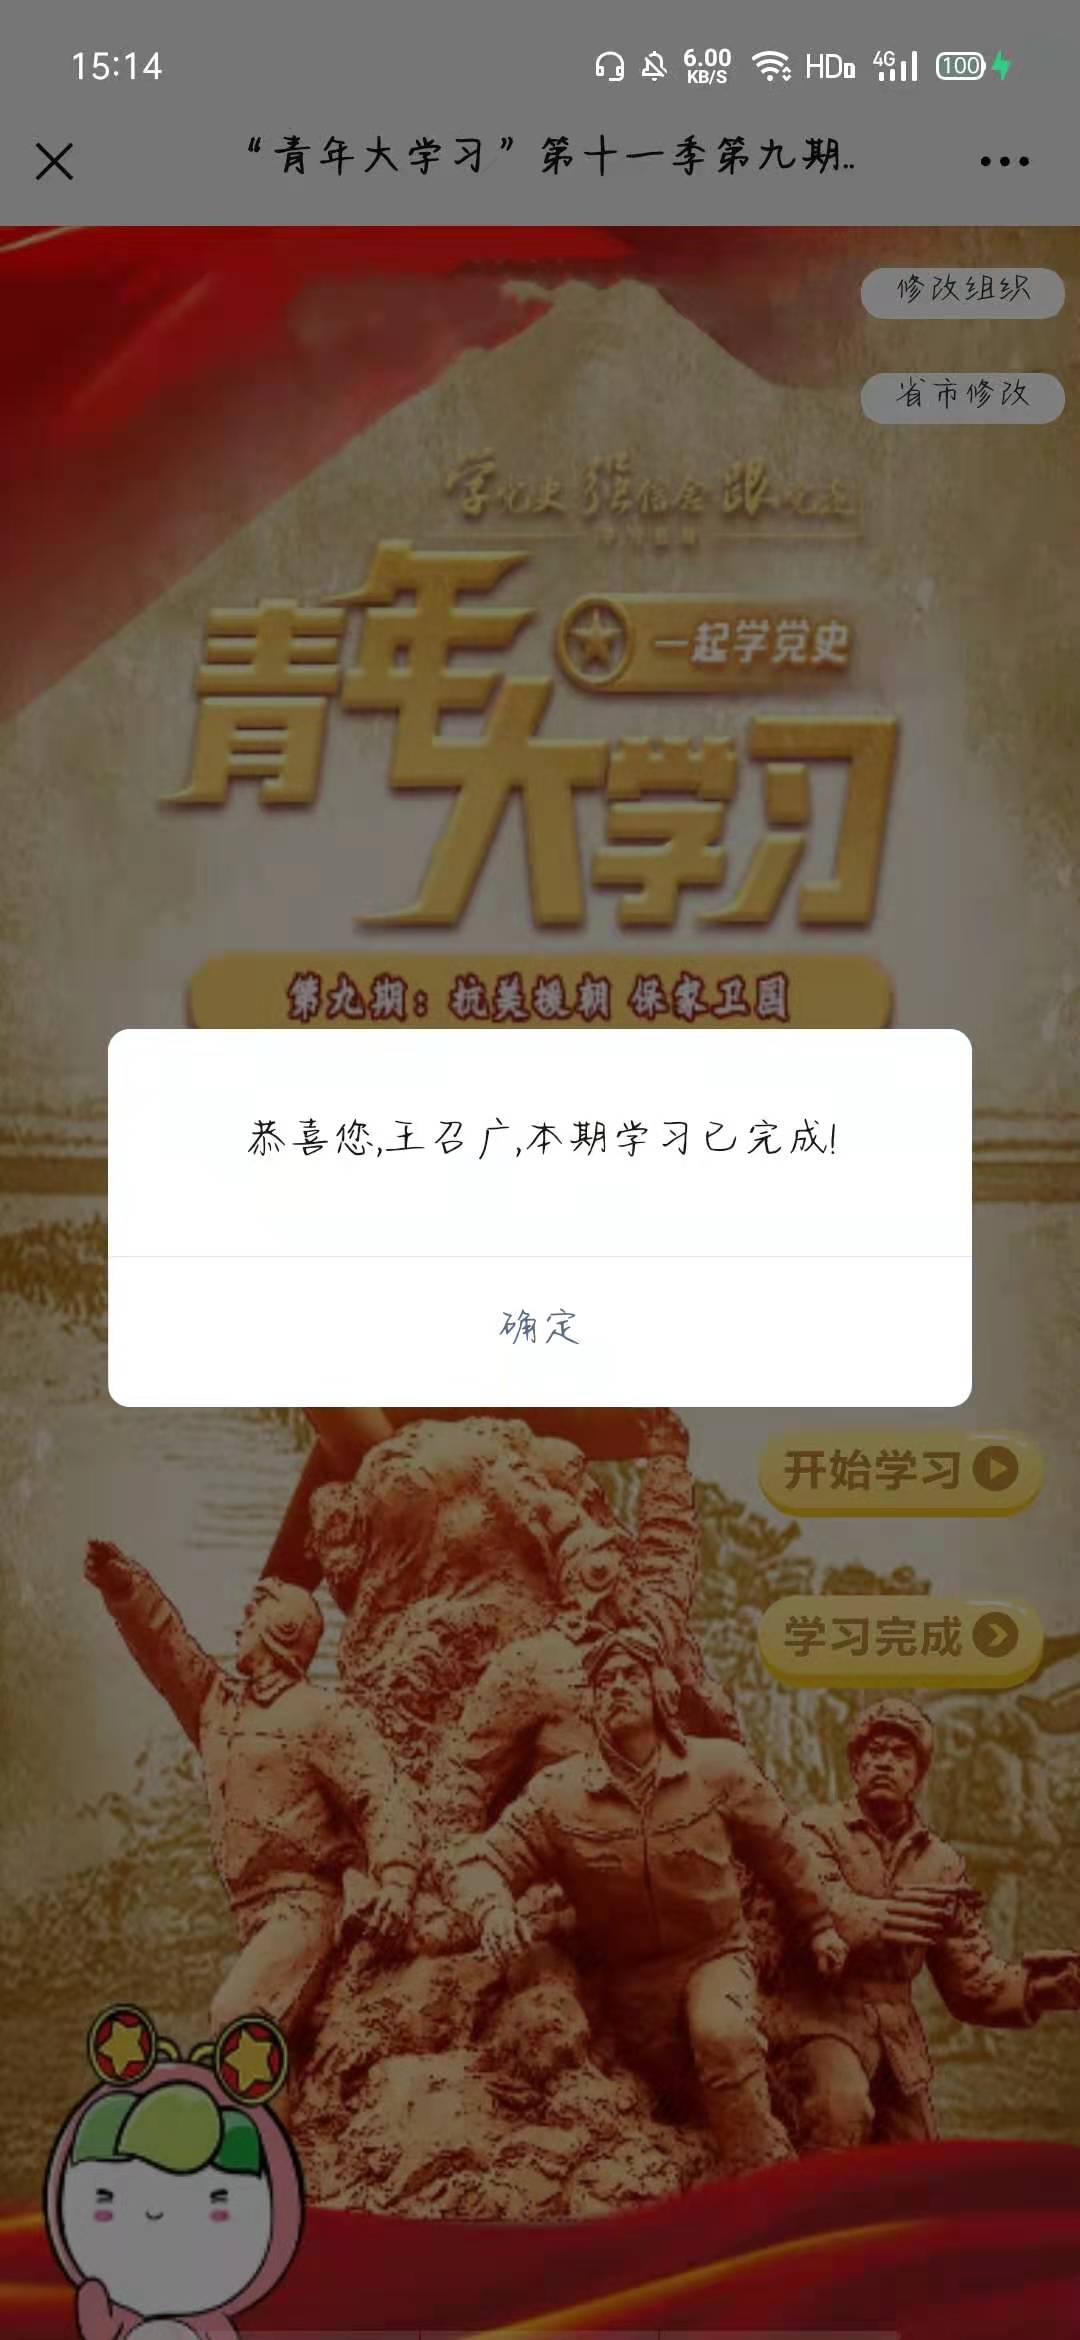 15:14
6.00
KB/S
HD
4G
100
“青年大学习”第十一季第九期..
修改组织
省市修改
学党史 强信念 跟党走
青年大学习
一起学党史
第九期：抗美援朝 保家卫国
恭喜您,王召广,本期学习已完成!
确定
开始学习
学习完成